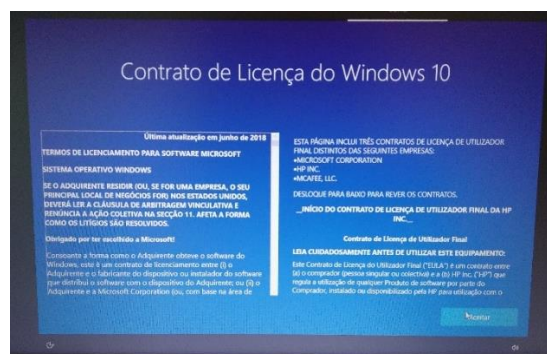 Contrato de Licença do Windows 10
Última atualização em junho de 2018
TERMOS DE LICENCIAMENTO PARA SOFTWARE MICROSOFT
SISTEMA OPERATIVO WINDOWS
SE O ADQUIRENTE RESIDIR (OU, SE FOR UMA EMPRESA, O SEU
PRINCIPAL LOCAL DE NEGÓCIOS FOR) NOS ESTADOS UNIDOS,
DEVERÁ LER A CLÁUSULA DE ARBITRAGEM VINCULATIVA E
RENÚNCIA A AÇÃO COLETIVA NA SECÇÃO 11. AFETA A FORMA
COMO OS LITÍGIOS SÃO RESOLVIDOS.
Obrigado por ter escolhido a Microsoft!
Consoante a forma como o Adquirente obteve o software do
Windows, este é um contrato de licenciamento entre (i) o
Adquirente e o fabricante do dispositivo ou instalador do software
que distribui o software com o dispositivo do Adquirente; ou (ii) o
Adquirente e a Microsoft Corporation (ou, com base na área de
ESTA PÁGINA INCLUI TRÊS CONTRATOS DE LICENÇA DE UTILIZADOR
FINAL DISTINTOS DAS SEGUINTES EMPRESAS:
•MICROSOFT CORPORATION
•HP INC.
•MCAFEE, LLC.
DESLOQUE PARA BAIXO PARA REVER OS CONTRATOS.
__INÍCIO DO CONTRATO DE LICENÇA DE UTILIZADOR FINAL DA HP
INC.__
Contrato de Licença de Utilizador Final
LEIA CUIDADOSAMENTE ANTES DE UTILIZAR ESTE EQUIPAMENTO:
Este Contrato de Licença do Utilizador Final ("EULA") é um contrato entre
(a) o comprador (pessoa singular ou colectiva) e a (b) HP Inc. ("HP") que
regula a utilização de qualquer Produto de software por parte do
Comprador, instalado ou disponibilizado pela HP para utilização com o
Aceitar